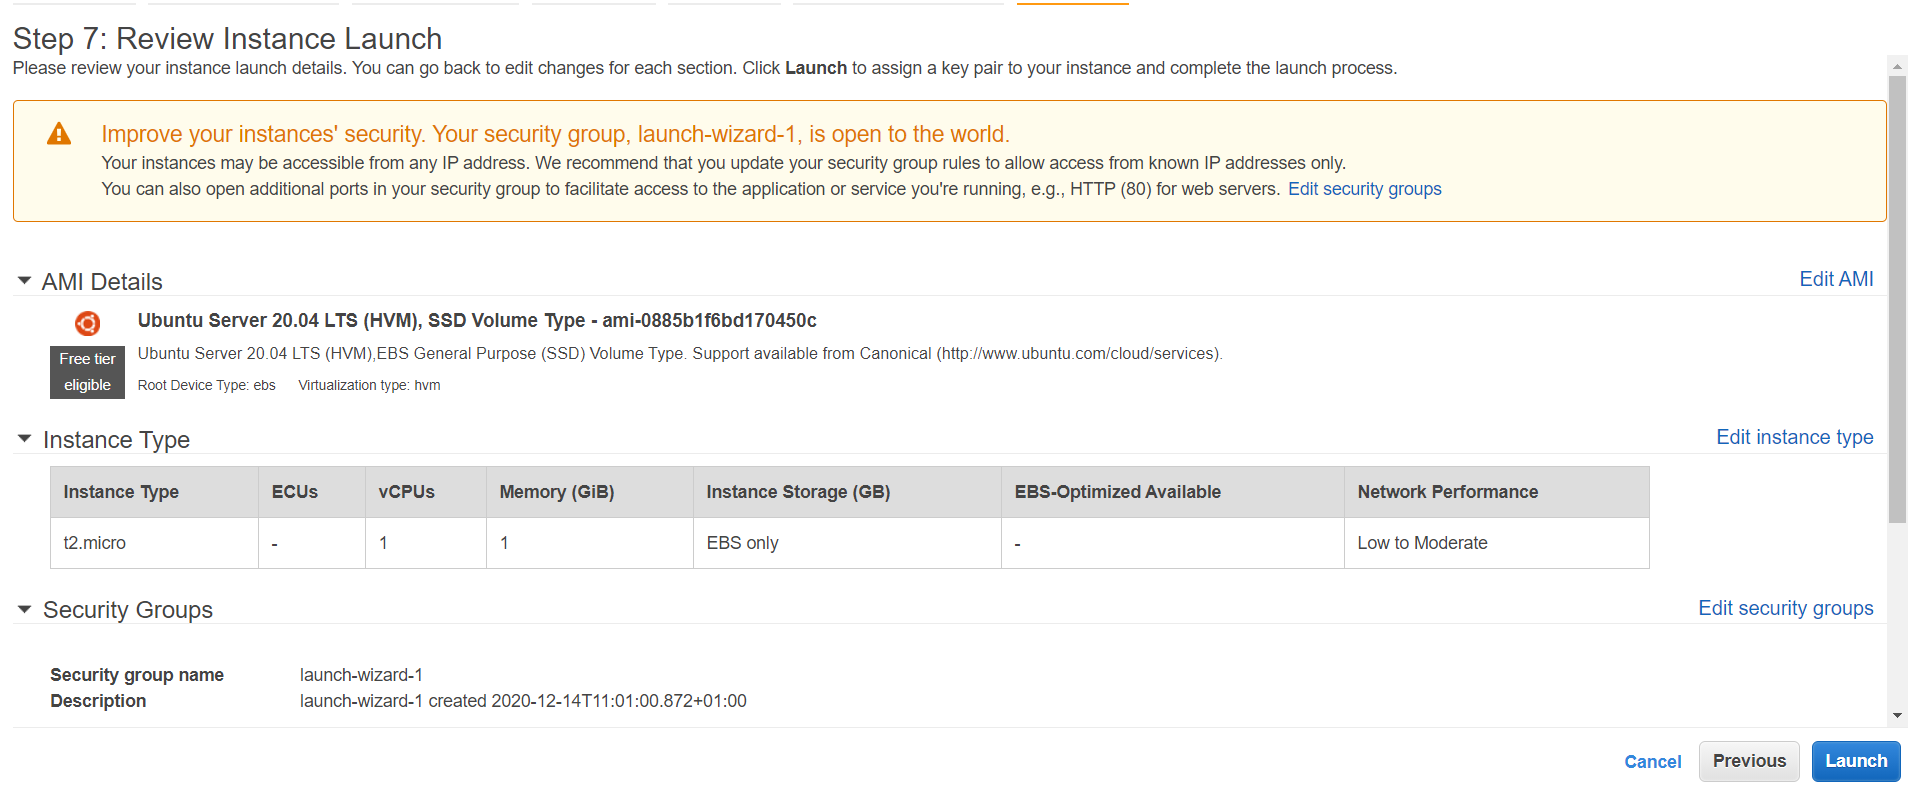 Step 7: Review Instance Launch
Please review your instance launch details. You can go back to edit changes for each section. Click Launch to assign a key pair to your instance and complete the launch process.
Improve your instances' security. Your security group, launch-wizard-1, is open to the world.
Your instances may be accessible from any IP address. We recommend that you update your security group rules to allow access from known IP addresses only.
You can also open additional ports in your security group to facilitate access to the application or service you're running, e.g., HTTP (80) for web servers. Edit security groups
AMI Details Edit AMI
Ubuntu Server 20.04 LTS (HVM), SSD Volume Type - ami-0885b1f6bd170450c
Free tier eligible
Ubuntu Server 20.04 LTS (HVM),EBS General Purpose (SSD) Volume Type. Support available from Canonical (http://www.ubuntu.com/cloud/services).
Root Device Type: ebs Virtualization type: hvm
Instance Type Edit instance type
Instance Type ECUs vCPUs Memory (GiB) Instance Storage (GB) EBS-Optimized Available Network Performance
t2.micro - 1 1 EBS only - Low to Moderate
Security Groups Edit security groups
Security group name launch-wizard-1
Description launch-wizard-1 created 2020-12-14T11:01:00.872+01:00
Cancel Previous Launch